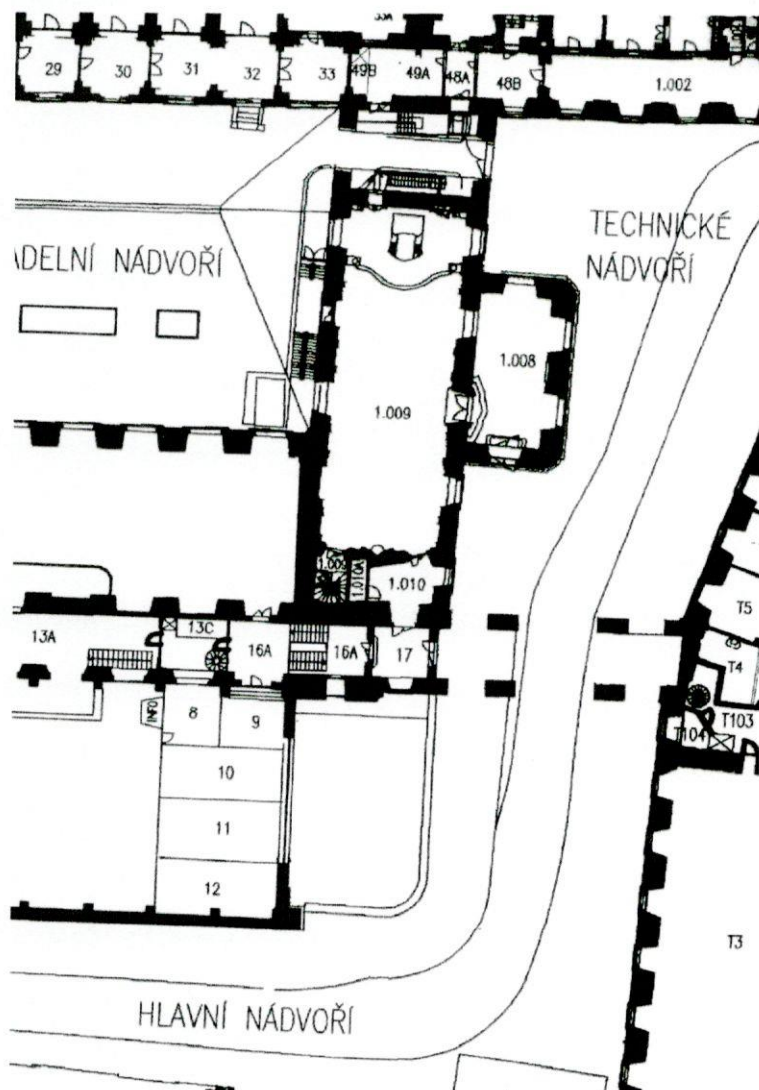 33A
29
30
31
32
33
49B
49A
48A
48B
1.002
TECHNICKÉ
NÁDVOŘÍ
ADELNÍ NÁDVOŘÍ
1.008
1.009
1.010A
1.010
13A
13C
16A
16A
17
T5
T4
T103
T104
INFO
8
9
10
11
12
T3
HLAVNÍ NÁDVOŘÍ